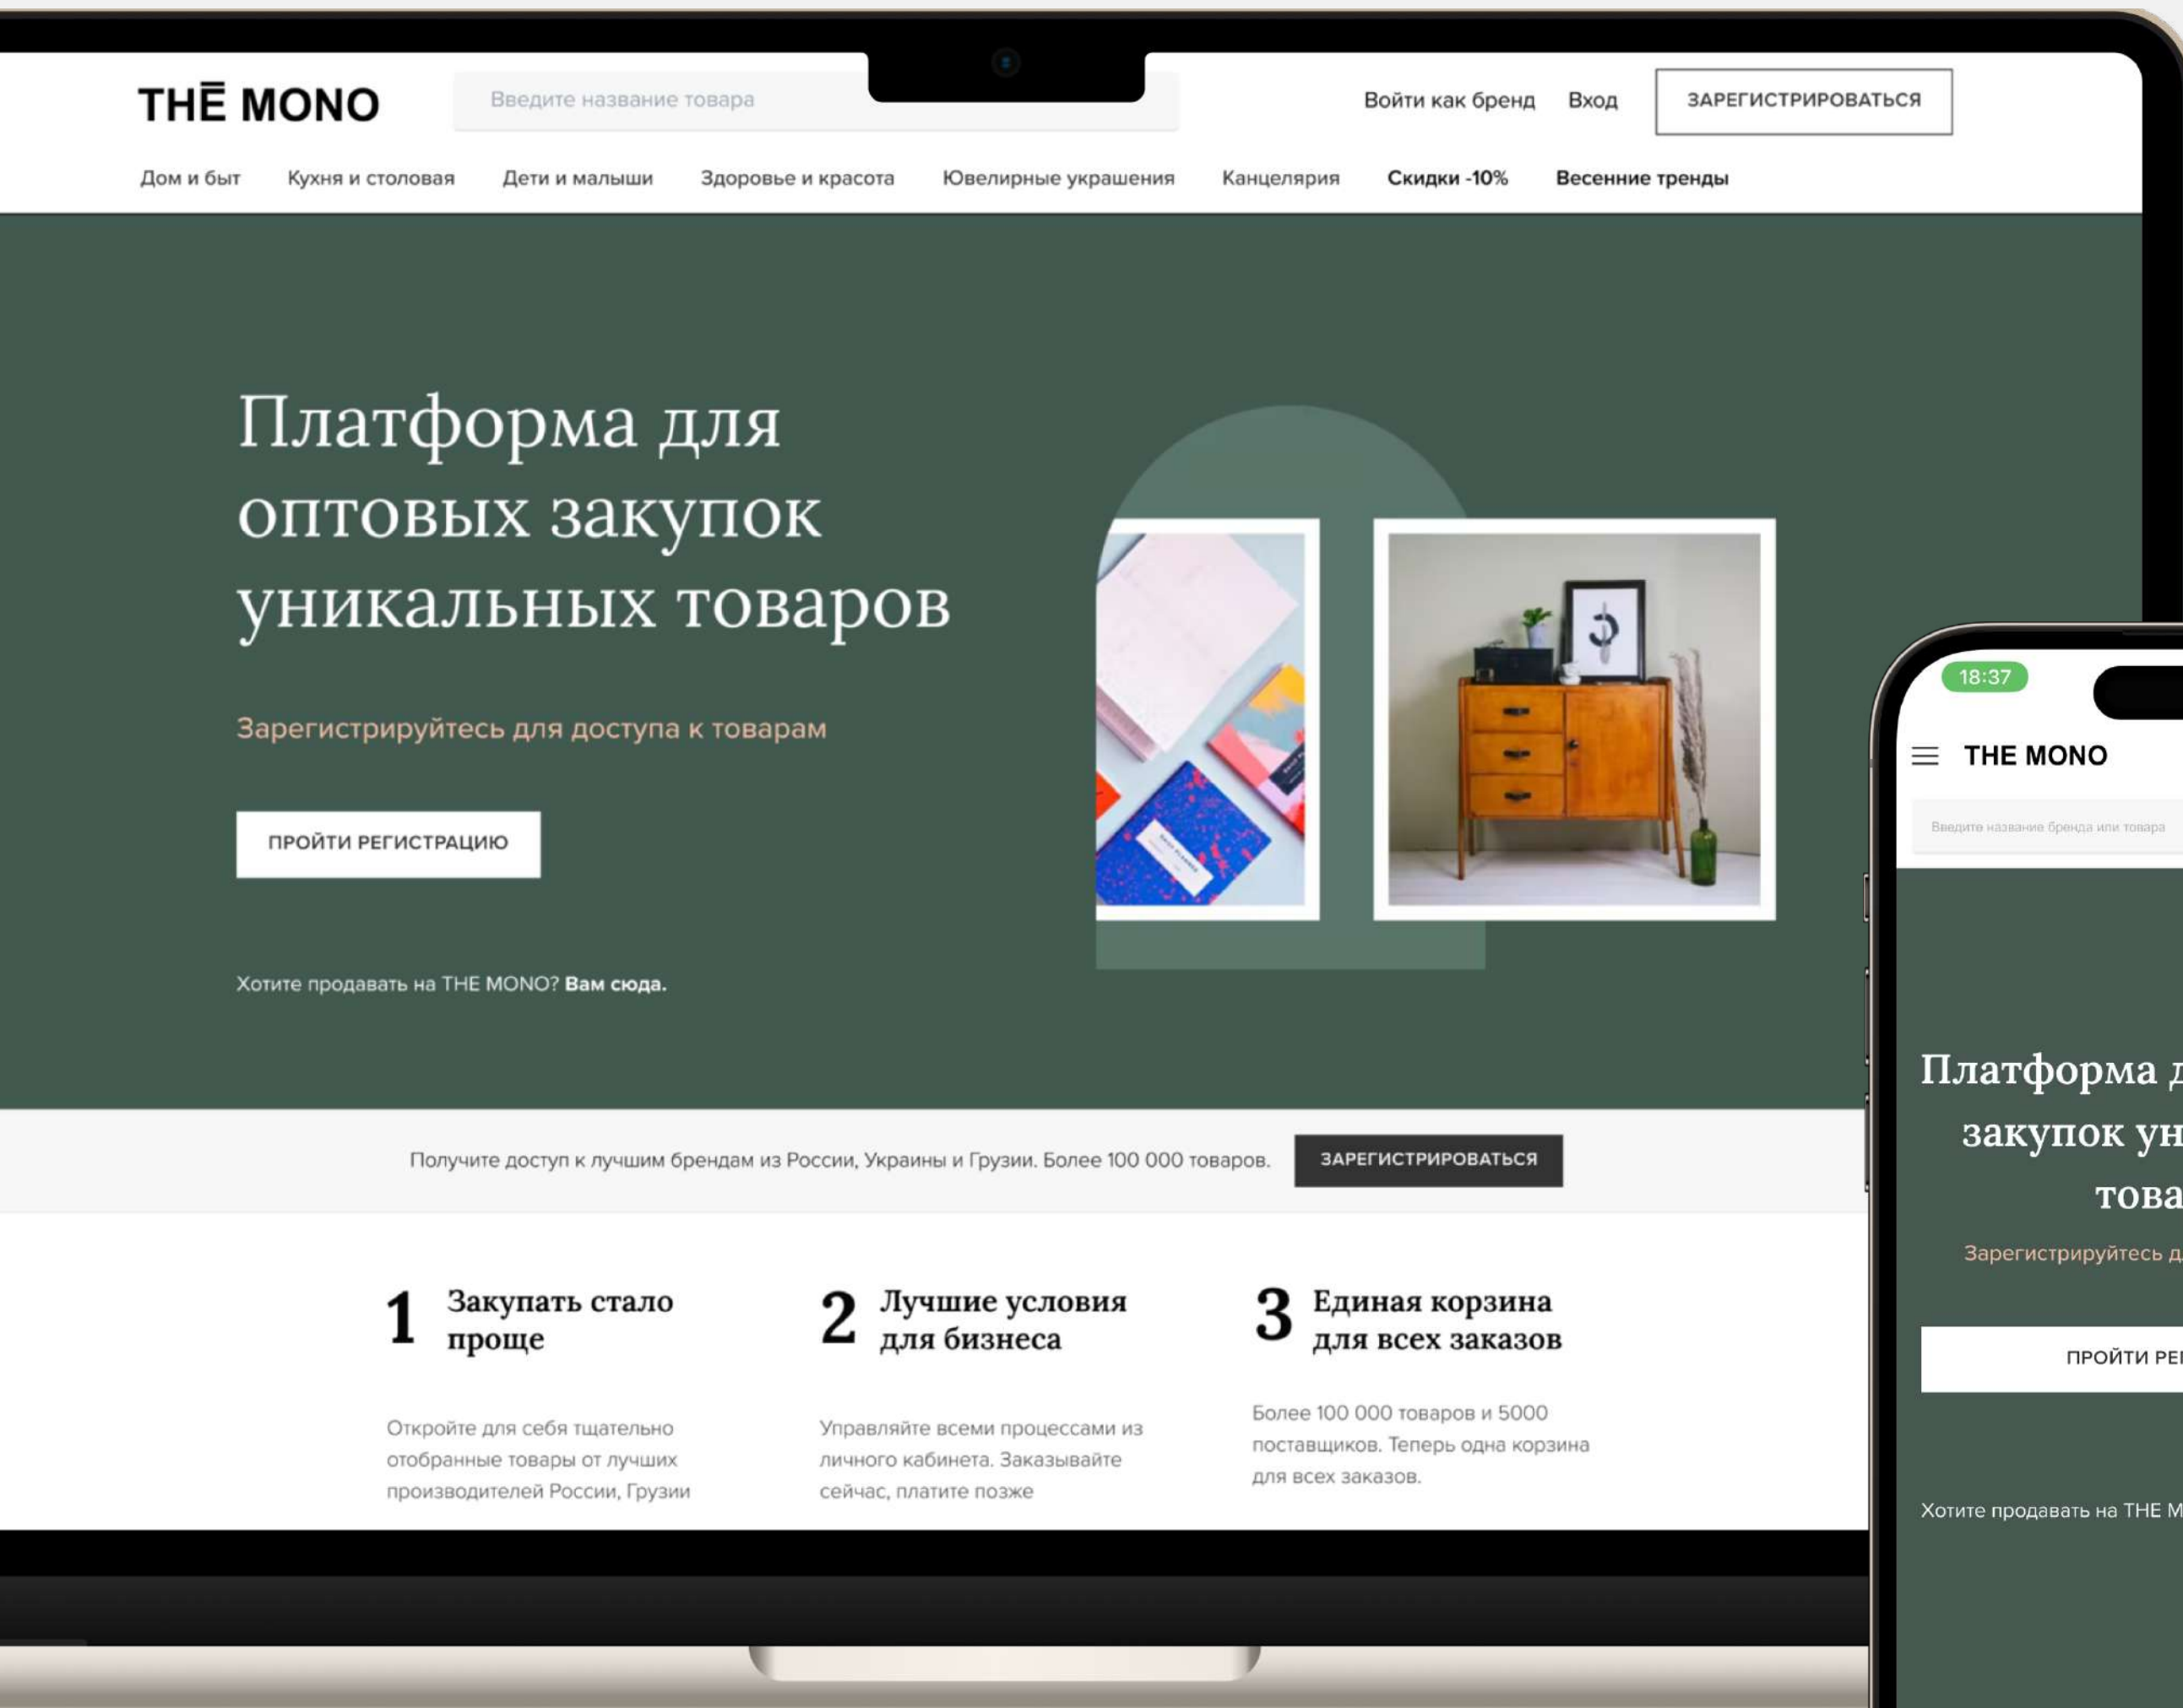 THĒ MONO
Введите название товара
Войти как бренд
Вход
ЗАРЕГИСТРИРОВАТЬСЯ
Дом и быт
Кухня и столовая
Дети и малыши
Здоровье и красота
Ювелирные украшения
Канцелярия
Скидки -10%
Весенние тренды
Платформа для
оптовых закупок
уникальных товаров
Зарегистрируйтесь для доступа к товарам
ПРОЙТИ РЕГИСТРАЦИЮ
Хотите продавать на THE MONO? Вам сюда.
Получите доступ к лучшим брендам из России, Украины и Грузии. Более 100 000 товаров.
ЗАРЕГИСТРИРОВАТЬСЯ
1
Закупать стало
проще
Откройте для себя тщательно
отобранные товары от лучших
производителей России, Грузии
2
Лучшие условия
для бизнеса
Управляйте всеми процессами из
личного кабинета. Заказывайте
сейчас, платите позже
3
Единая корзина
для всех заказов
Более 100 000 товаров и 5000
поставщиков. Теперь одна корзина
для всех заказов.
18:37
THE MONO
Введите название бренда или товара
Платформа
закупок ун
това
Зарегистрируйтесь
ПРОЙТИ РЕ
Хотите продавать на THE M